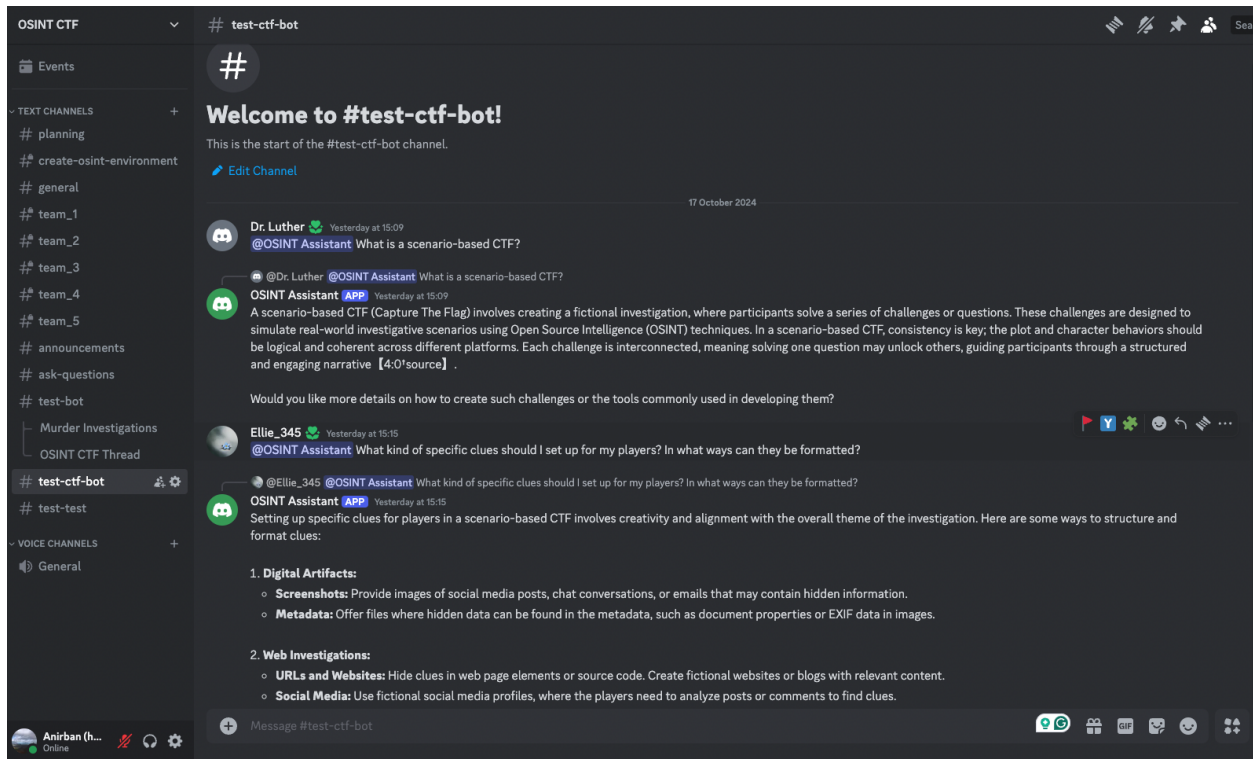 OSINT CTF
Events
TEXT CHANNELS
planning
create-osint-environment
general
team_1
team_2
team_3
team_4
team_5
announcements
ask-questions
test-bot
Murder Investigations
OSINT CTF Thread
test-ctf-bot
test-test
VOICE CHANNELS
General
Anirban (h...
Online
# test-ctf-bot
Sea
#
Welcome to #test-ctf-bot!
This is the start of the #test-ctf-bot channel.
Edit Channel
17 October 2024
Dr. Luther Yesterday at 15:09
@OSINT Assistant What is a scenario-based CTF?
@Dr. Luther @OSINT Assistant What is a scenario-based CTF?
OSINT Assistant APP Yesterday at 15:09
A scenario-based CTF (Capture The Flag) involves creating a fictional investigation, where participants solve a series of challenges or questions. These challenges are designed to
simulate real-world investigative scenarios using Open Source Intelligence (OSINT) techniques. In a scenario-based CTF, consistency is key; the plot and character behaviors should
be logical and coherent across different platforms. Each challenge is interconnected, meaning solving one question may unlock others, guiding participants through a structured
and engaging narrative【4:0†source】.
Would you like more details on how to create such challenges or the tools commonly used in developing them?
Ellie_345 Yesterday at 15:15
@OSINT Assistant What kind of specific clues should I set up for my players? In what ways can they be formatted?
@Ellie_345 @OSINT Assistant What kind of specific clues should I set up for my players? In what ways can they be formatted?
OSINT Assistant APP Yesterday at 15:15
Setting up specific clues for players in a scenario-based CTF involves creativity and alignment with the overall theme of the investigation. Here are some ways to structure and
format clues:
1. Digital Artifacts:
Screenshots: Provide images of social media posts, chat conversations, or emails that may contain hidden information.
Metadata: Offer files where hidden data can be found in the metadata, such as document properties or EXIF data in images.
2. Web Investigations:
URLs and Websites: Hide clues in web page elements or source code. Create fictional websites or blogs with relevant content.
Social Media: Use fictional social media profiles, where the players need to analyze posts or comments to find clues.
Message #test-ctf-bot
GIF